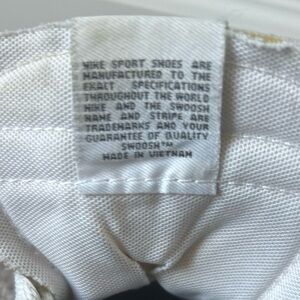 NIKE SPORT SHOES ARE
MANUFACTURED TO THE
EXACT SPECIFICATIONS
THROUGHOUT THE WORLD
NIKE AND THE SWOOSH
NAME AND STRIPE ARE
TRADEMARKS AND YOUR
GUARANTEE OF QUALITY
SWOOSH™
MADE IN VIETNAM